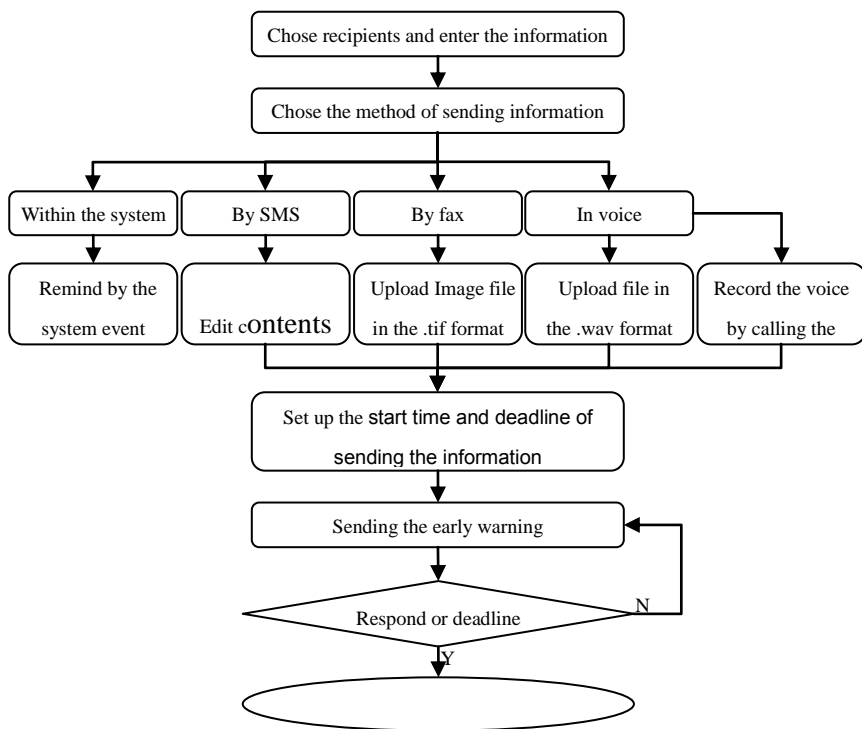 Chose recipients and enter the information
Chose the method of sending information
Within the system
By SMS
By fax
In voice
Remind by the
system event
Edit contents
Upload Image file
in the .tif format
Upload file in
the .wav format
Record the voice
by calling the
Set up the start time and deadline of
sending the information
Sending the early warning
Respond or deadline
N
Y